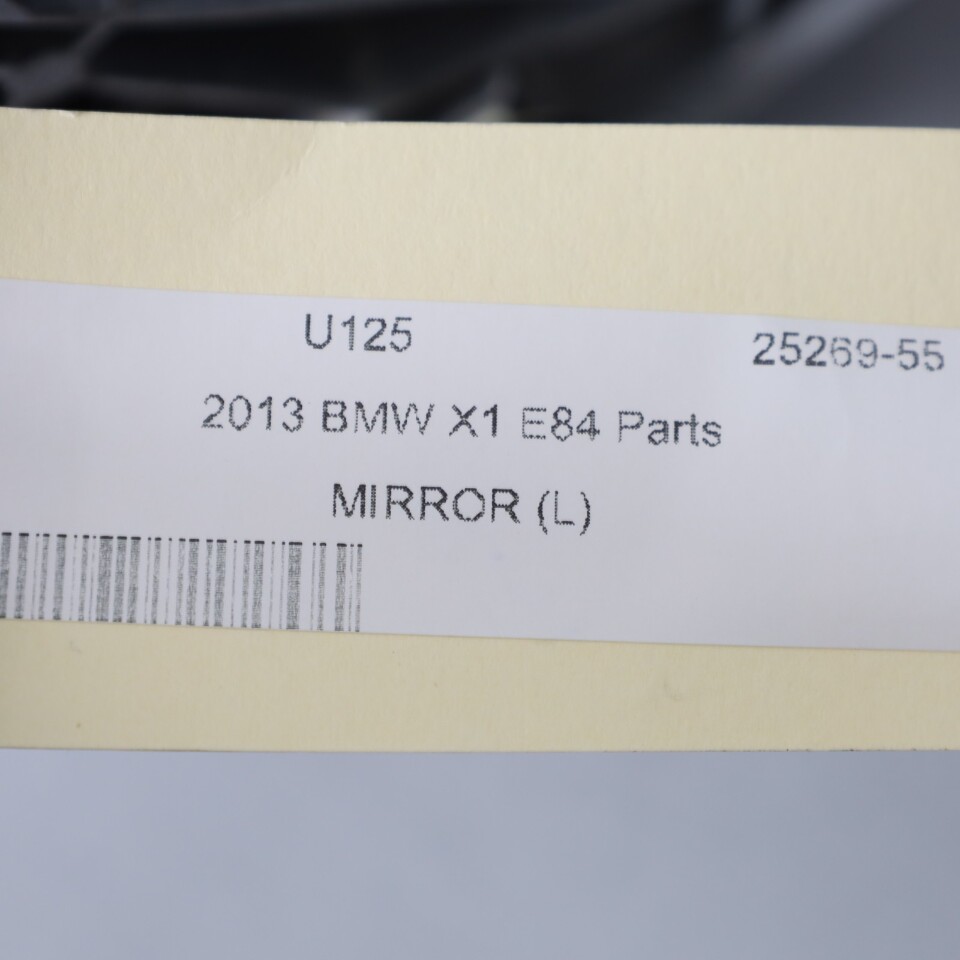 U125 25269-55
2013 BMW X1 E84 Parts
MIRROR (L)